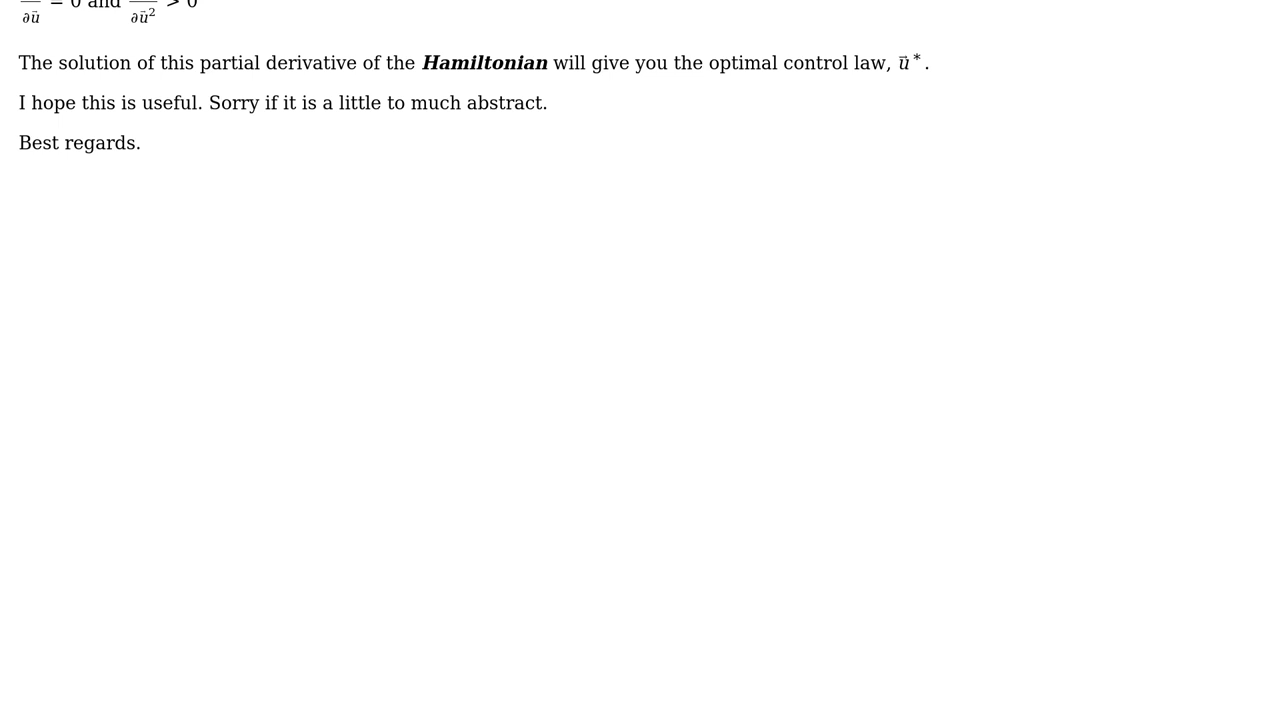 ∂u⃗ = 0 and ∂u⃗² > 0
The solution of this partial derivative of the Hamiltonian will give you the optimal control law, u⃗*.
I hope this is useful. Sorry if it is a little to much abstract.
Best regards.